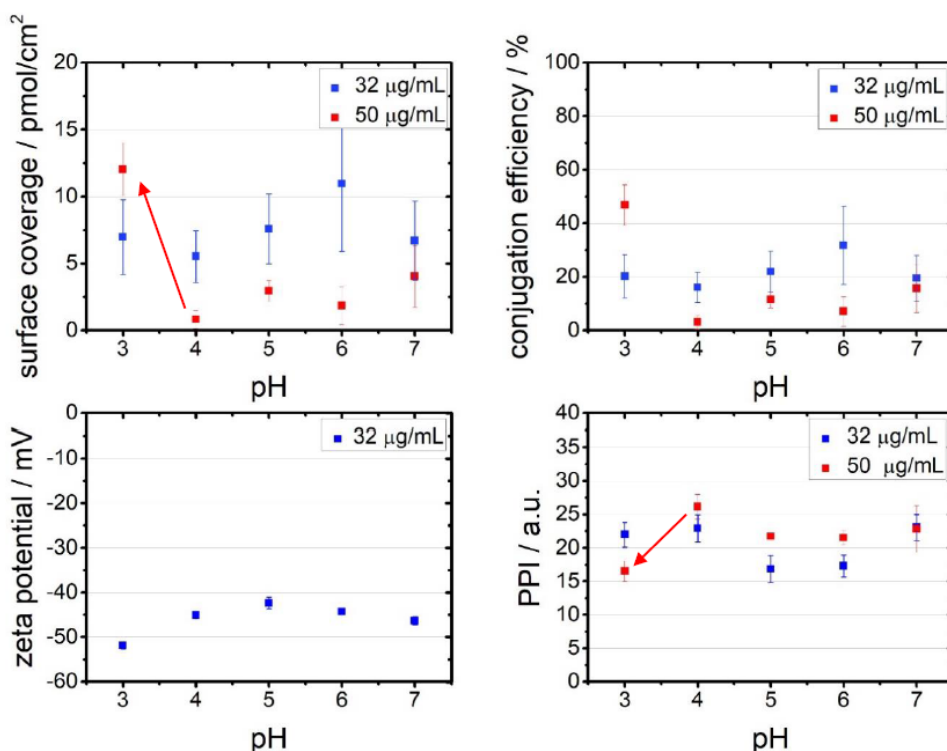 surface coverage / pmol/cm²
20
15
10
5
0
3 4 5 6 7
pH
32 μg/mL
50 μg/mL
conjugation efficiency / %
100
80
60
40
20
0
3 4 5 6 7
pH
32 μg/mL
50 μg/mL
zeta potential / mV
-0
-10
-20
-30
-40
-50
-60
3 4 5 6 7
pH
32 μg/mL
PPI / a.u.
40
35
30
25
20
15
10
5
0
3 4 5 6 7
pH
32 μg/mL
50 μg/mL